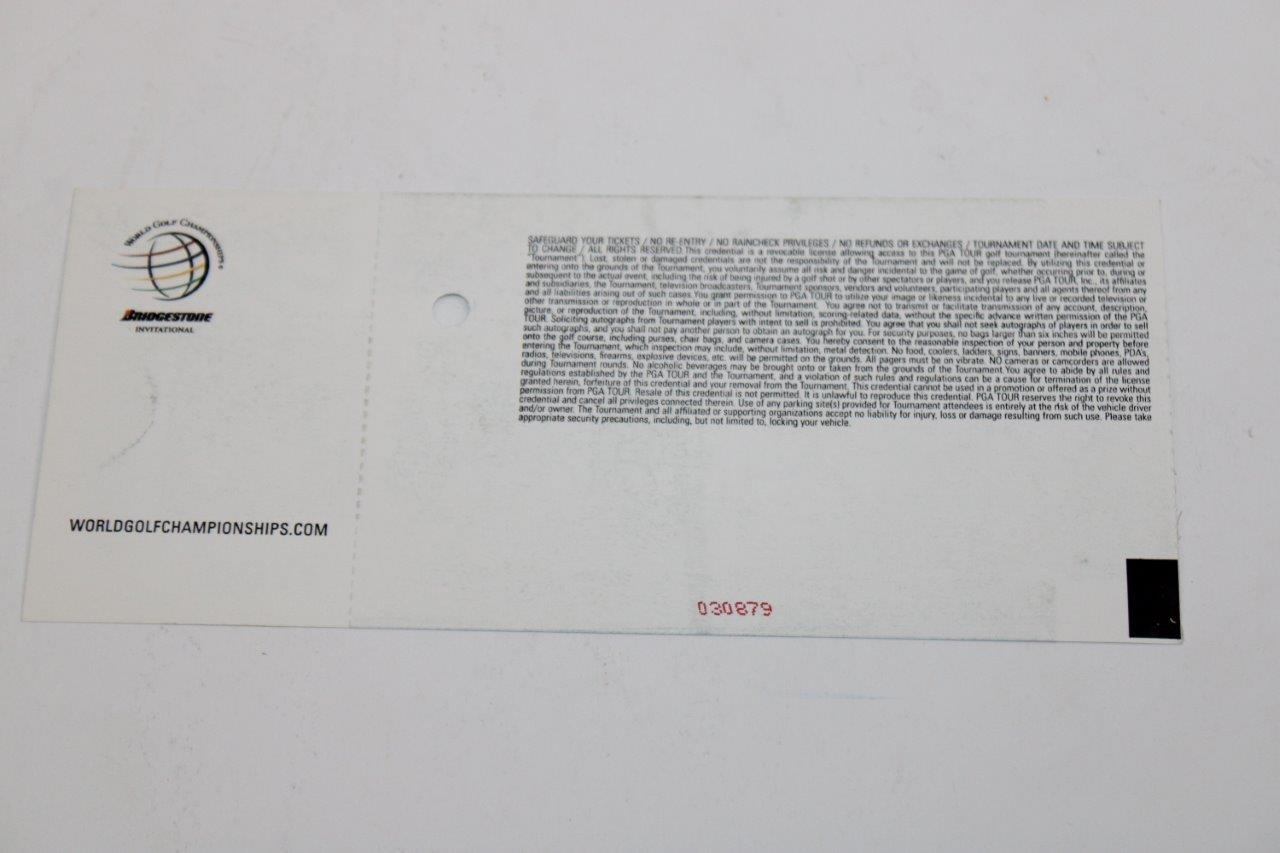 WORLD GOLF CHAMPIONSHIPS
BRIDGESTONE
INVITATIONAL
WORLDGOLFCHAMPIONSHIPS.COM
SAFEGUARD YOUR TICKETS / NO RE-ENTRY / NO RAINCHECK PRIVILEGES / NO REFUNDS OR EXCHANGES / TOURNAMENT DATE AND TIME SUBJECT
TO CHANGE / ALL RIGHTS RESERVED This credential is a revocable license allowing access to this PGA TOUR golf tournament (hereinafter called the
"Tournament"). Lost, stolen or damaged credentials are not the responsibility of the Tournament and will not be replaced. By utilizing this credential or
entering onto the grounds of the Tournament, you voluntarily assume all risk and danger incidental to the game of golf, whether occurring prior to, during or
subsequent to the actual event, including the risk of being injured by a golf shot or by other spectators or players, and you release PGA TOUR, Inc., its affiliates
and subsidiaries, the Tournament, television broadcasters, Tournament sponsors, vendors and volunteers, participating players and all agents thereof from any
and all liabilities arising out of such cases. You grant permission to PGA TOUR to utilize your image or likeness incidental to any live or recorded television or
other transmission or reproduction in whole or in part of the Tournament. You agree not to transmit or facilitate transmission of any account, description,
picture, or reproduction of the Tournament, including, without limitation, scoring-related data, without the specific advance written permission of the PGA
TOUR. Soliciting autographs from Tournament players with intent to sell is prohibited. You agree that you shall not seek autographs of players in order to sell
such autographs, and you shall not pay another person to obtain an autograph for you. For security purposes, no bags larger than six inches will be permitted
onto the golf course, including purses, chair bags, and camera cases. You hereby consent to the reasonable inspection of your person and property before
entering the Tournament, which inspection may include, without limitation, metal detection. No food, coolers, ladders, signs, banners, mobile phones, PDA's,
radios, televisions, firearms, explosive devices, etc. will be permitted on the grounds. All pagers must be on vibrate. NO cameras or camcorders are allowed
during Tournament rounds. No alcoholic beverages may be brought onto or taken from the grounds of the Tournament. You agree to abide by all rules and
regulations established by the PGA TOUR and the Tournament, and a violation of such rules and regulations can be a cause for termination of the license
granted herein, forfeiture of this credential and your removal from the Tournament. This credential cannot be used in a promotion or offered as a prize without
permission from PGA TOUR. Resale of this credential is not permitted. It is unlawful to reproduce this credential. PGA TOUR reserves the right to revoke this
credential and cancel all privileges connected therein. Use of any parking site(s) provided for Tournament attendees is entirely at the risk of the vehicle driver
and/or owner. The Tournament and all affiliated or supporting organizations accept no liability for injury, loss or damage resulting from such use. Please take
appropriate security precautions, including, but not limited to, locking your vehicle.
030879